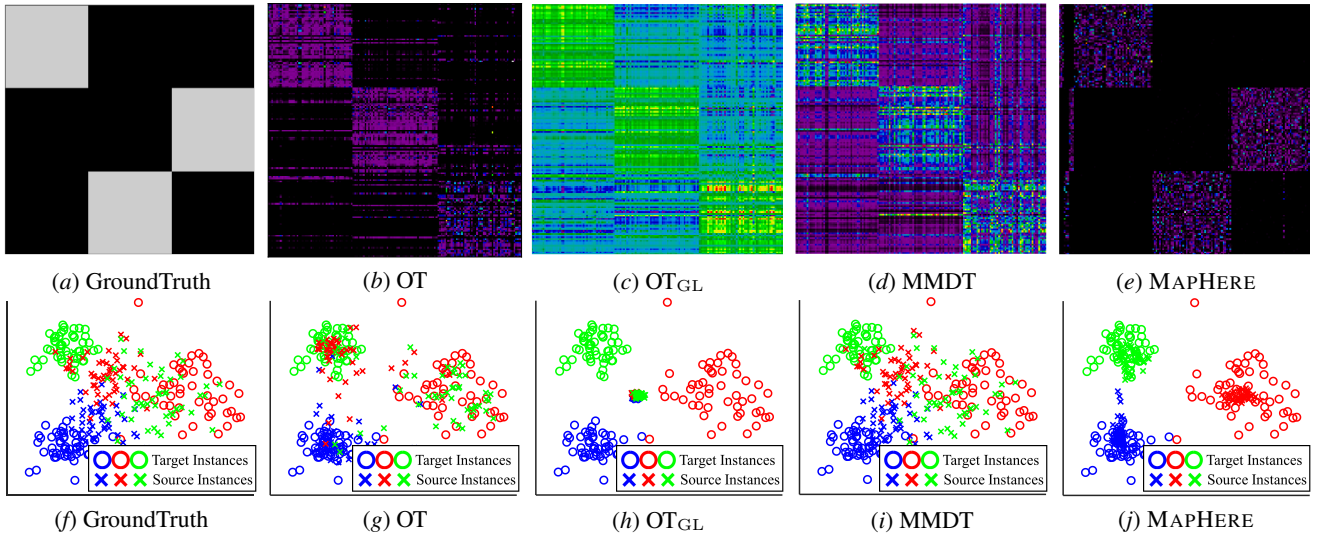 (a) GroundTruth
(b) OT
(c) OTGL
(d) MMDT
(e) MAPHERE
Target Instances
Source Instances
Target Instances
Source Instances
Target Instances
Source Instances
Target Instances
Source Instances
Target Instances
Source Instances
(f) GroundTruth
(g) OT
(h) OTGL
(i) MMDT
(j) MAPHERE